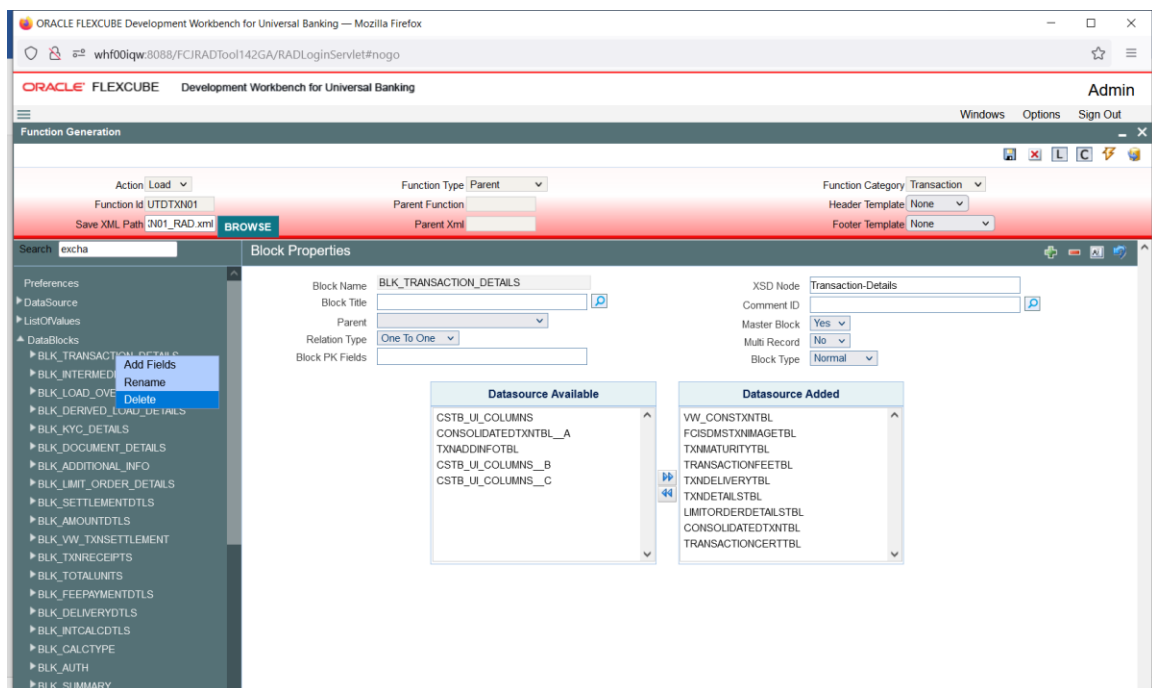 ORACLE FLEXCUBE Development Workbench for Universal Banking — Mozilla Firefox
whf00iqw:8088/FCJRADTool142GA/RADLoginServlet#nogo
ORACLE FLEXCUBE Development Workbench for Universal Banking Admin
Windows Options Sign Out
Function Generation
L C
Action Load Function Type Parent Function Category Transaction
Function Id UTDTXN01 Parent Function Header Template None
Save XML Path N01_RAD.xml BROWSE Parent Xml Footer Template None
Search excha Block Properties
Preferences
DataSource
ListOfValues
DataBlocks
BLK_TRANSACTION_DETAILS
BLK_INTERMED
BLK_LOAD_OVE
BLK_DERIVED_LOAD_DETAILS
BLK_KYC_DETAILS
BLK_DOCUMENT_DETAILS
BLK_ADDITIONAL_INFO
BLK_LIMIT_ORDER_DETAILS
BLK_SETTLEMENTDTLS
BLK_AMOUNTDTLS
BLK_VW_TXNSETTLEMENT
BLK_TXNRECEIPTS
BLK_TOTALUNITS
BLK_FEEPAYMENTDTLS
BLK_DELIVERYDTLS
BLK_INTCALCDTLS
BLK_CALCTYPE
BLK_AUTH
BLK_SUMMARY
Add Fields
Rename
Delete
Block Name BLK_TRANSACTION_DETAILS XSD Node Transaction-Details
Block Title Comment ID
Parent Master Block Yes
Relation Type One To One Multi Record No
Block PK Fields Block Type Normal
Datasource Available
CSTB_UI_COLUMNS
CONSOLIDATEDTXNTBL__A
TXNADDINFOTBL
CSTB_UI_COLUMNS__B
CSTB_UI_COLUMNS__C
Datasource Added
VW_CONSTXNTBL
FCISDMSTXNIMAGETBL
TXNMATURITYTBL
TRANSACTIONFEETBL
TXNDELIVERYTBL
TXNDETAILSTBL
LIMITORDERDETAILSTBL
CONSOLIDATEDTXNTBL
TRANSACTIONCERTTBL